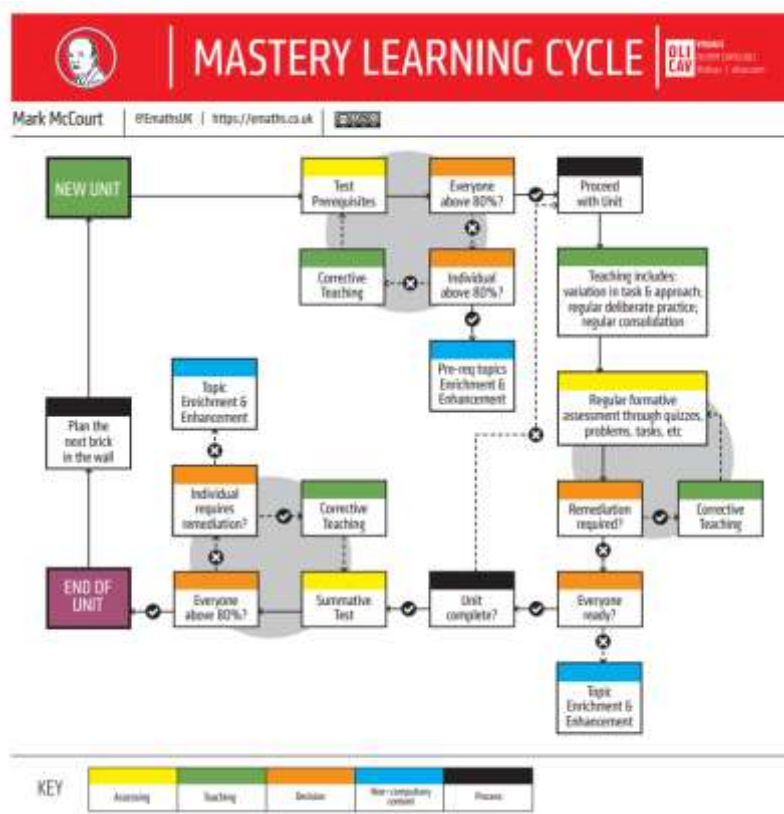 MASTERY LEARNING CYCLE
OLI
CAV
VISUALS
Mark McCourt
@EmathsUK | https://emaths.co.uk
NEW UNIT
Test
Prerequisites
Everyone
above 80%?
Proceed
with Unit
Corrective
Teaching
Individual
above 80%?
Teaching includes:
variation in task & approach;
regular deliberate practice;
regular consolidation
Pre-req topics
Enrichment &
Enhancement
Topic
Enrichment &
Enhancement
Regular formative
assessment through quizzes,
problems, tasks, etc
Plan the
next brick
in the wall
Individual
requires
remediation?
Corrective
Teaching
Remediation
required?
Corrective
Teaching
END OF
UNIT
Everyone
above 80%?
Summative
Test
Unit
complete?
Everyone
ready?
Topic
Enrichment &
Enhancement
KEY
Assessing
Teaching
Decision
Non-compulsory
content
Process